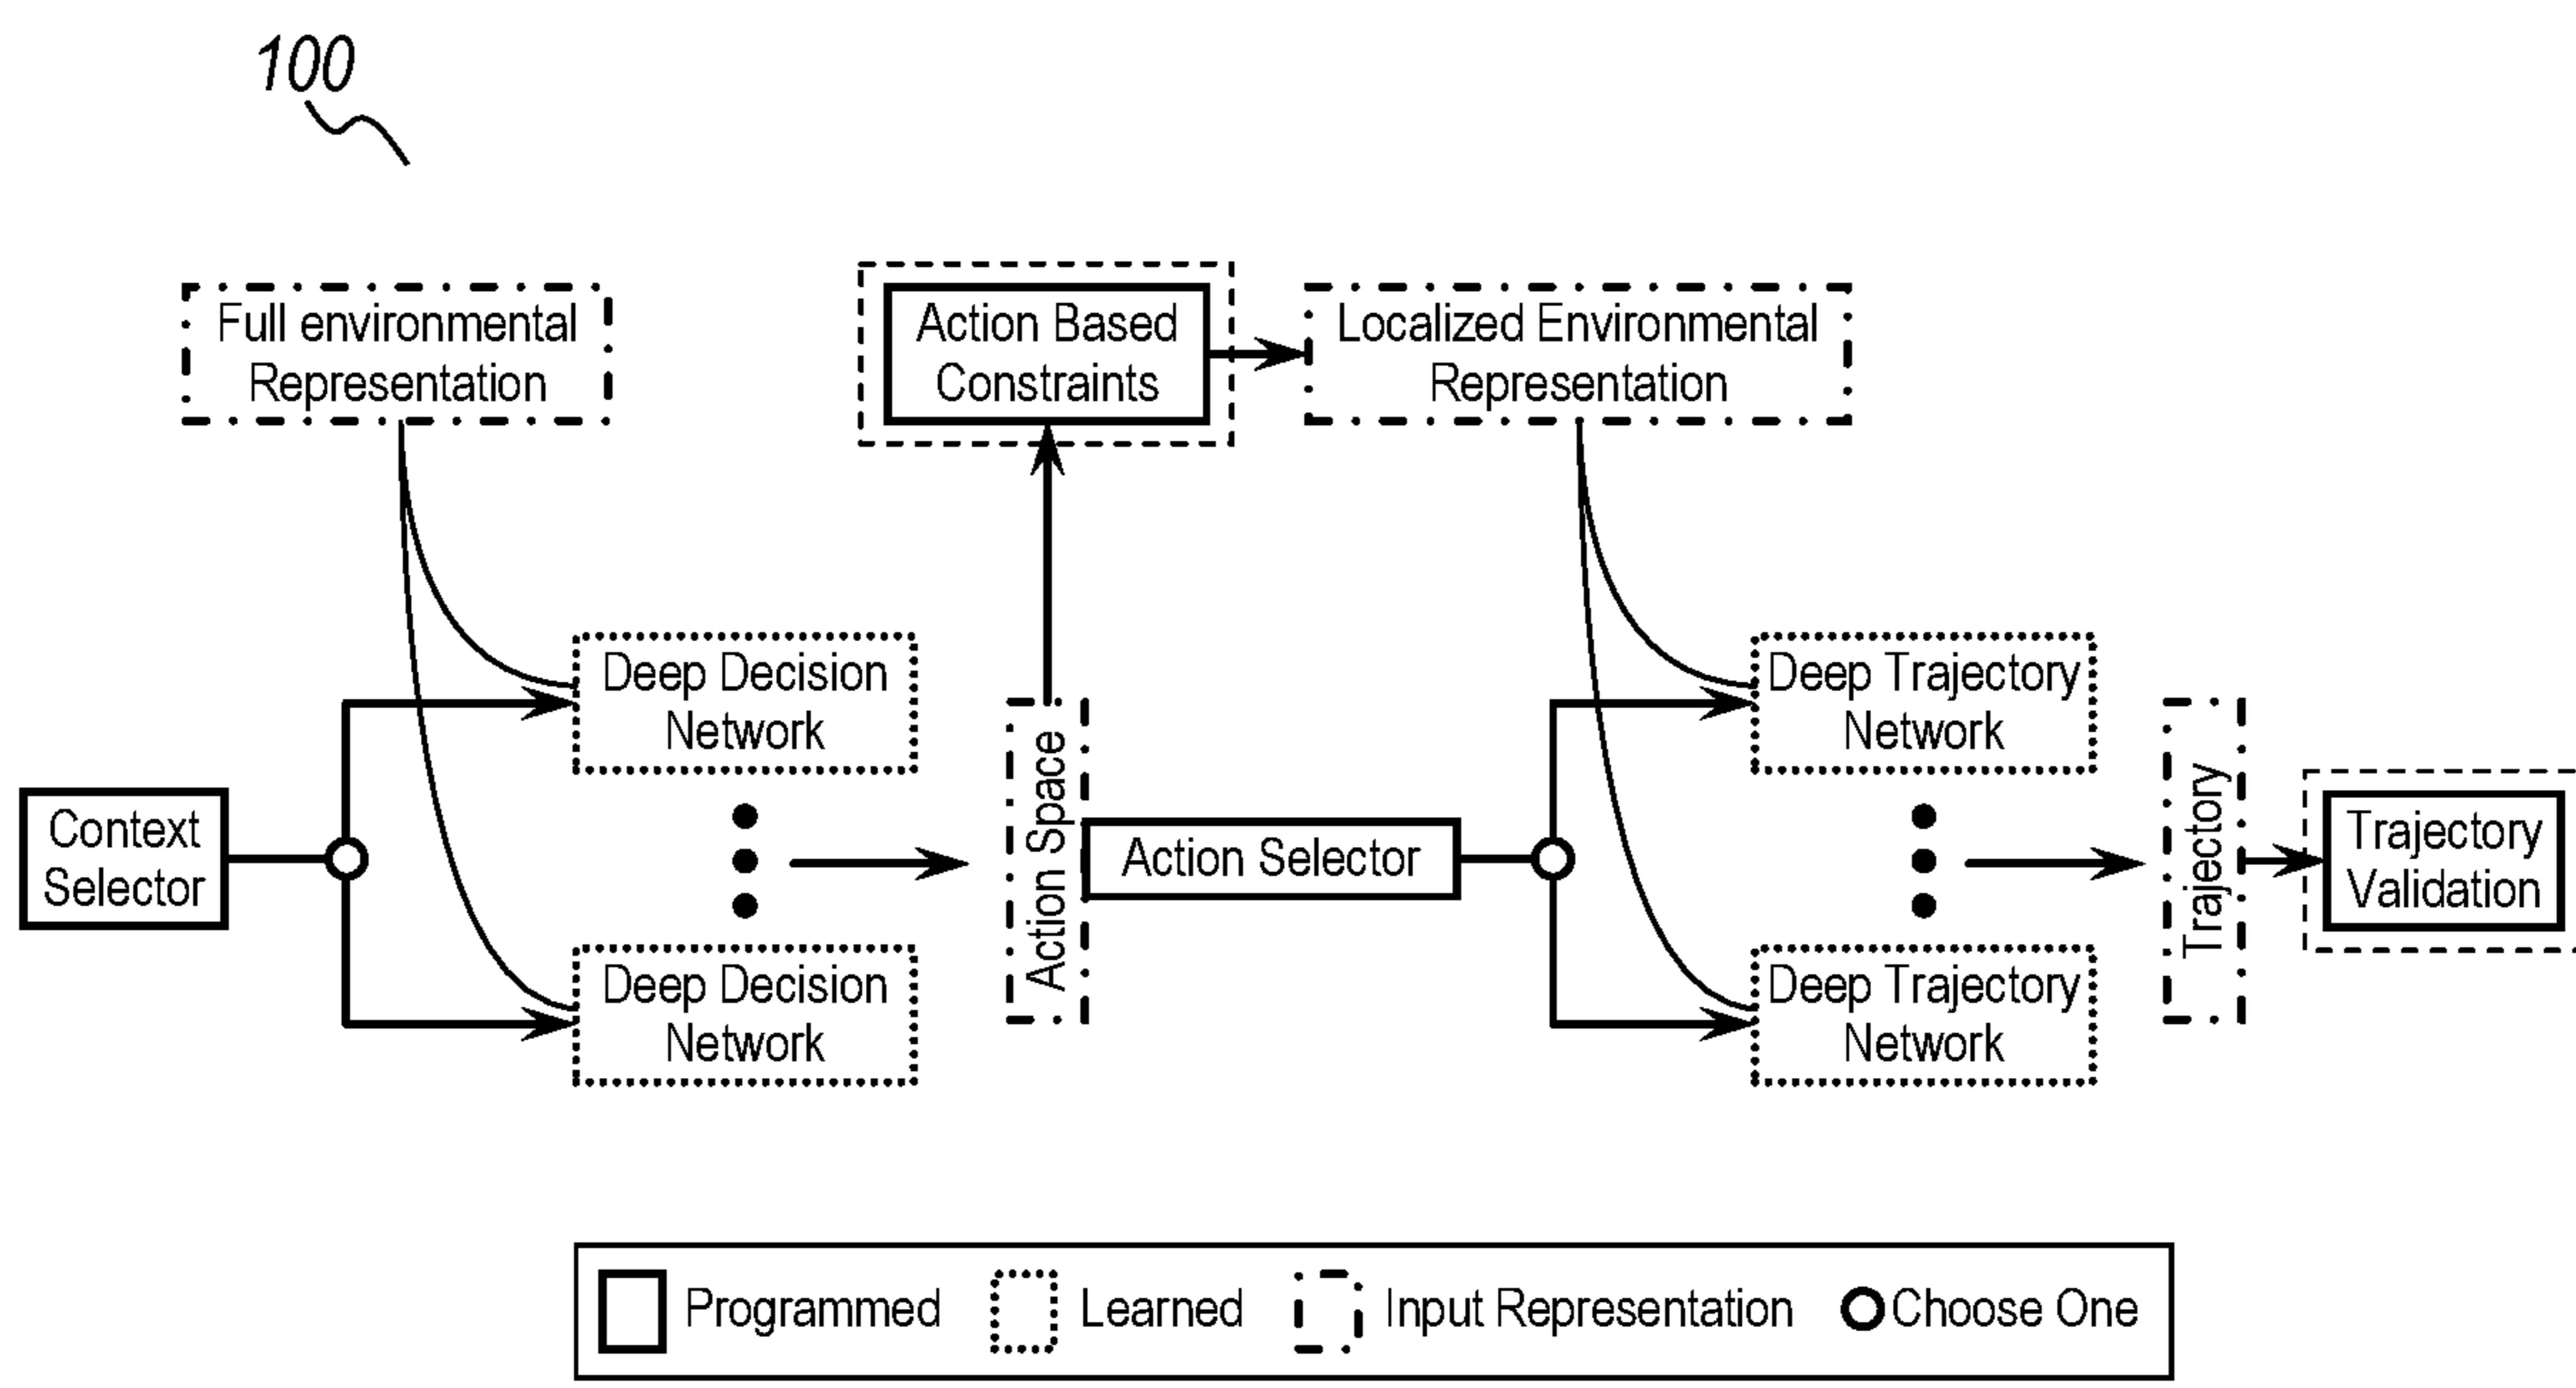 100
Full environmental
Representation
Action Based
Constraints
Localized Environmental
Representation
Context
Selector
Deep Decision
Network
Deep Decision
Network
Action Space
Action Selector
Deep Trajectory
Network
Deep Trajectory
Network
Trajectory
Trajectory
Validation
Programmed
Learned
Input Representation
Choose One